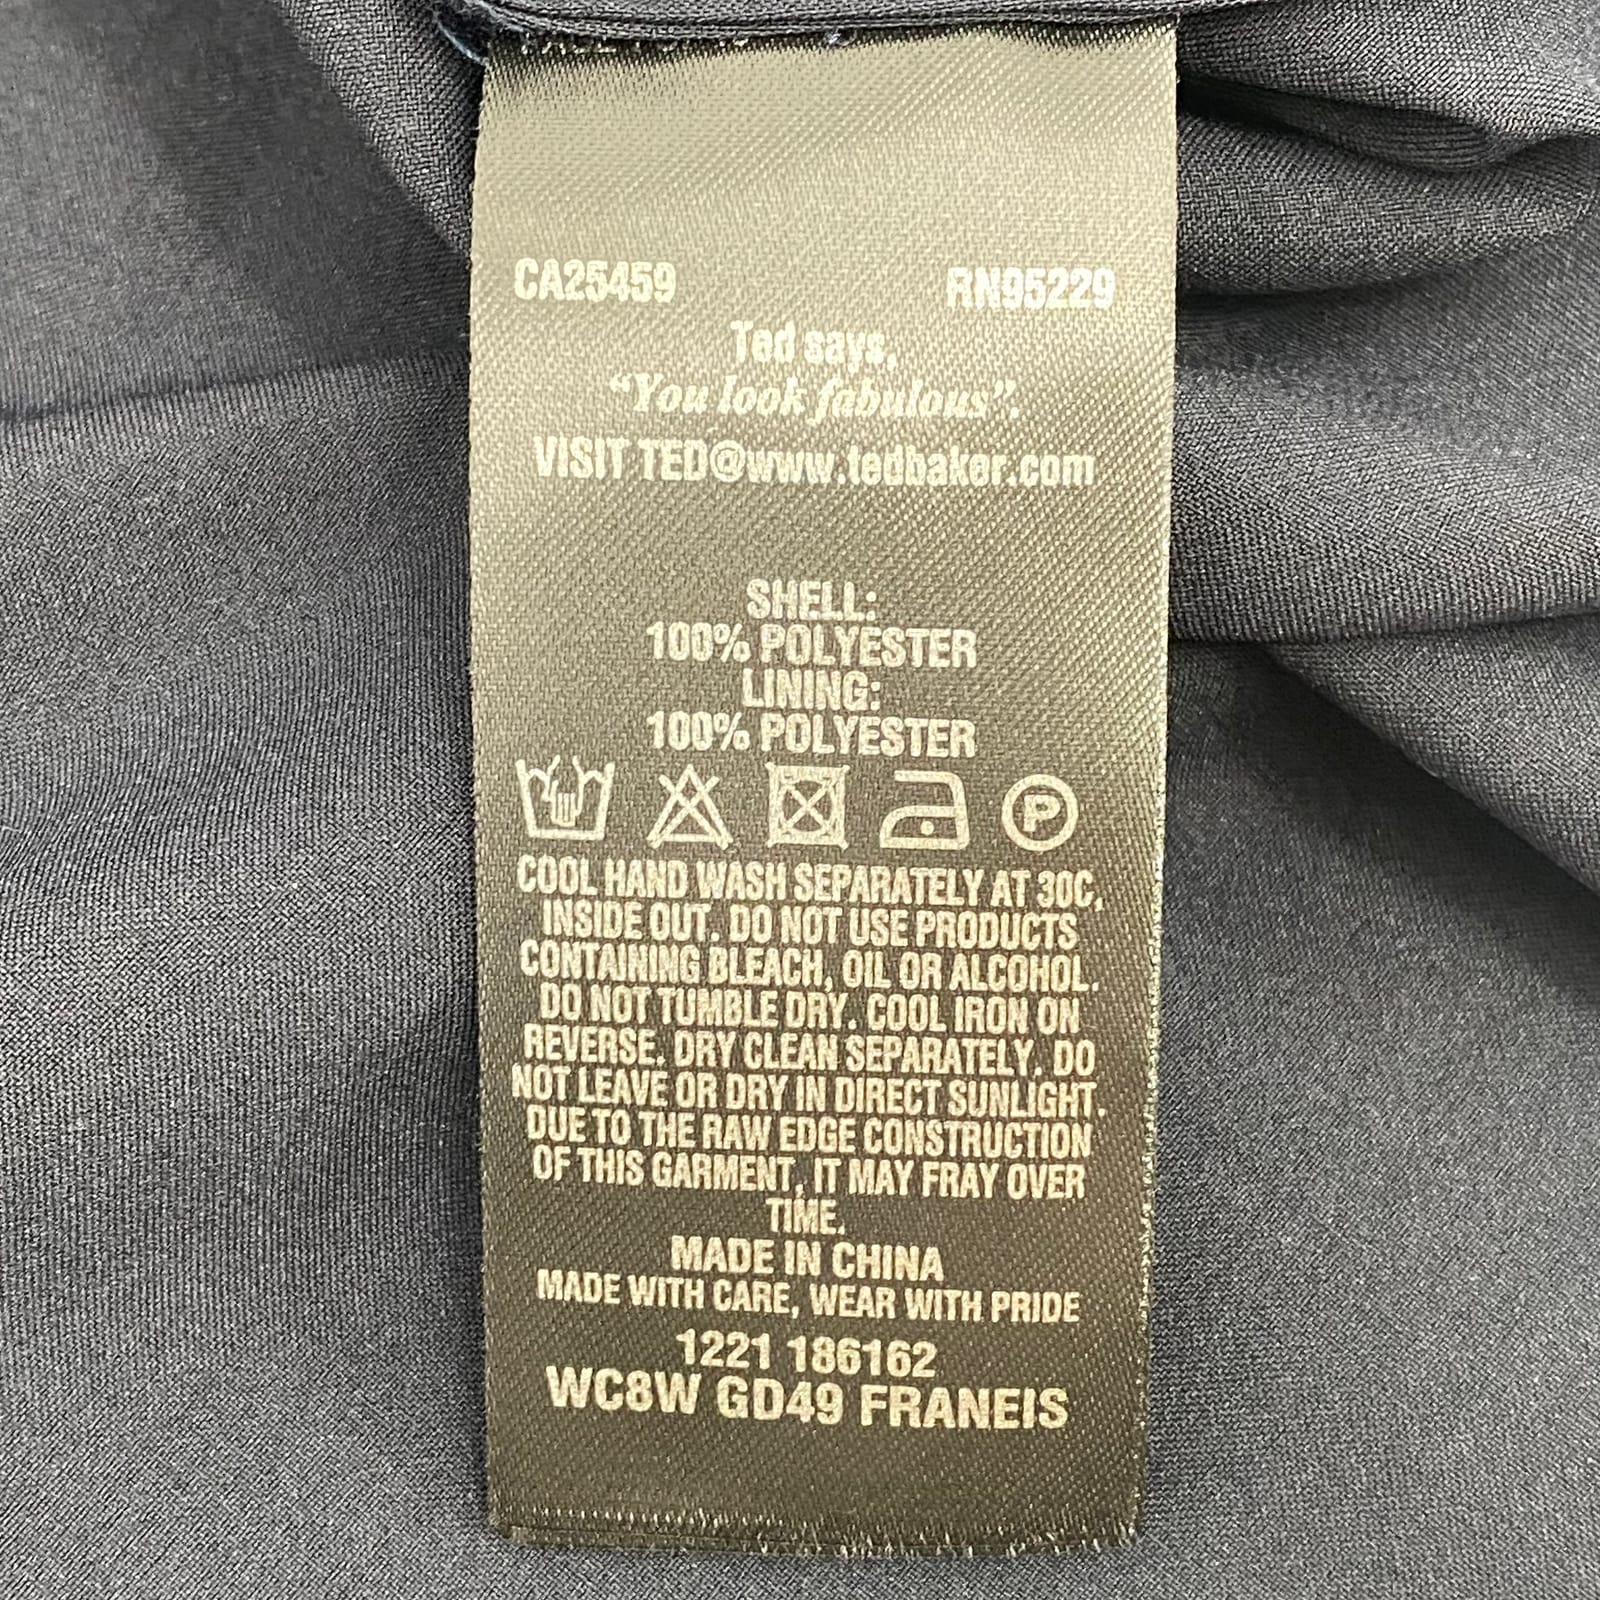 CA25459 RN95229
Ted says,
“You look fabulous”.
VISIT TED@www.tedbaker.com
SHELL:
100% POLYESTER
LINING:
100% POLYESTER
P
COOL HAND WASH SEPARATELY AT 30C,
INSIDE OUT. DO NOT USE PRODUCTS
CONTAINING BLEACH, OIL OR ALCOHOL.
DO NOT TUMBLE DRY. COOL IRON ON
REVERSE. DRY CLEAN SEPARATELY. DO
NOT LEAVE OR DRY IN DIRECT SUNLIGHT.
DUE TO THE RAW EDGE CONSTRUCTION
OF THIS GARMENT, IT MAY FRAY OVER
TIME.
MADE IN CHINA
MADE WITH CARE, WEAR WITH PRIDE
1221 186162
WC8W GD49 FRANEIS